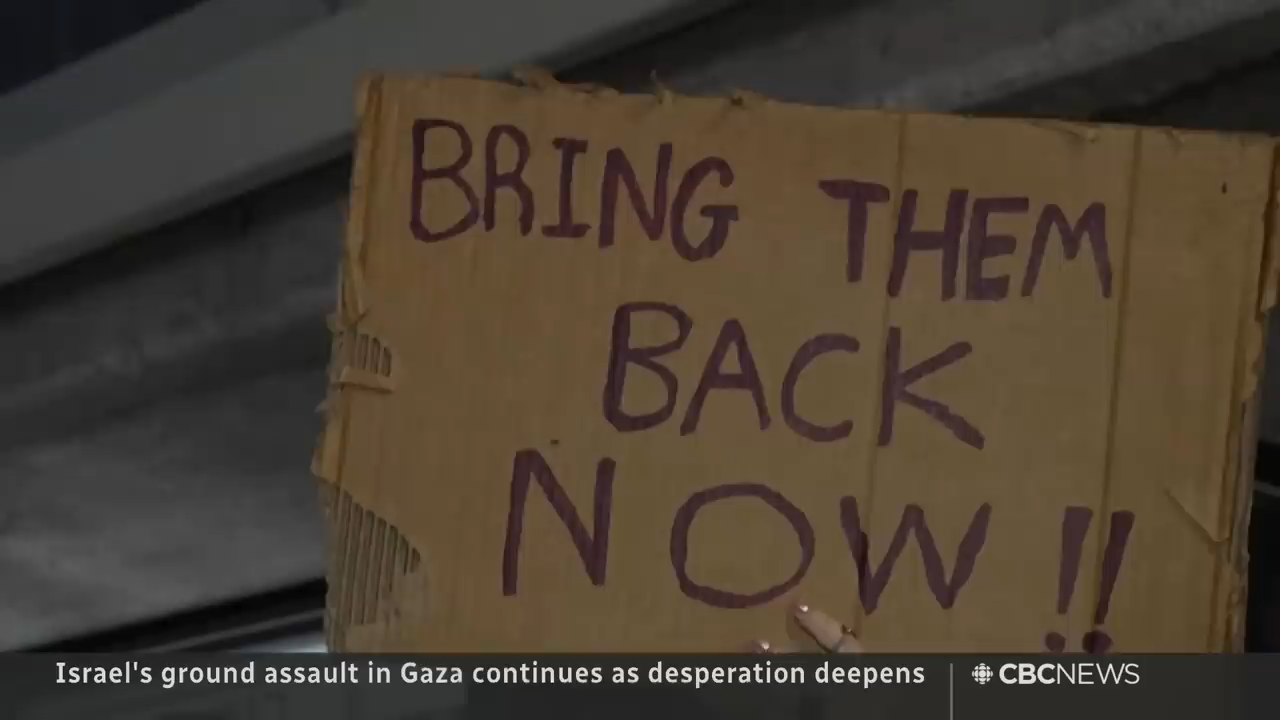 BRING THEM
BACK
NOW!!
Israel's ground assault in Gaza continues as desperation deepens
CBCNEWS